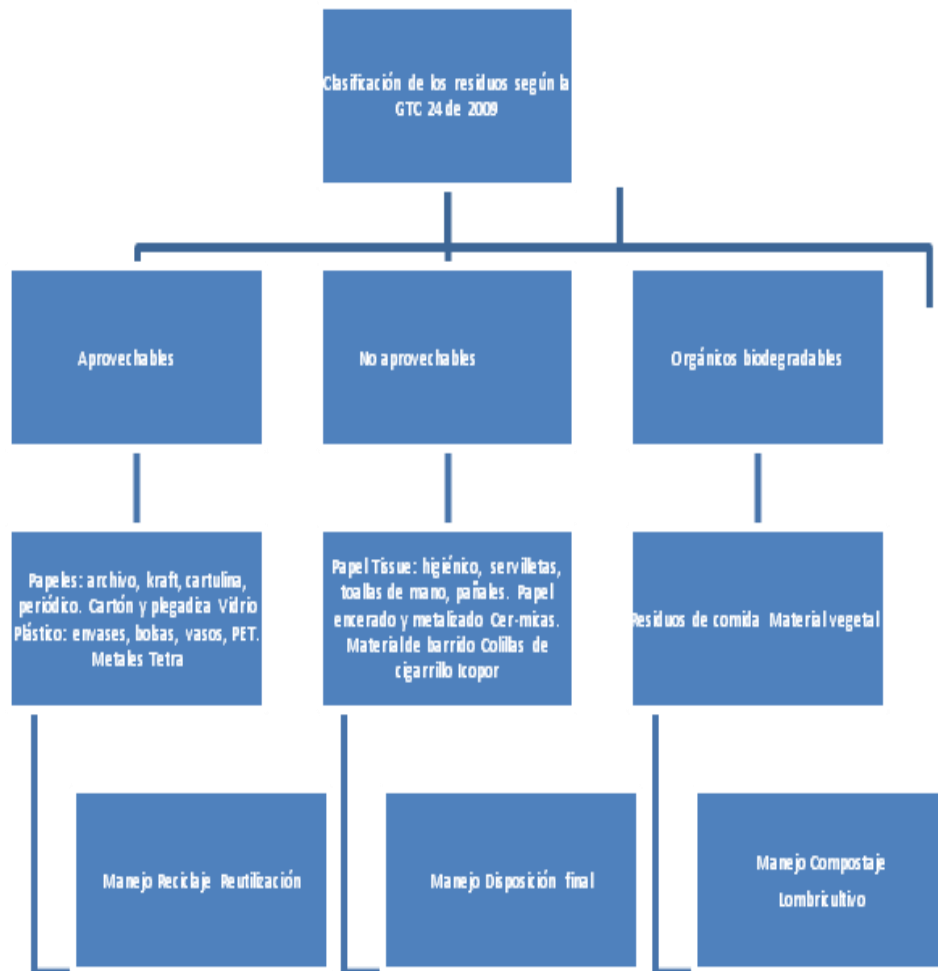 Clasificación de los residuos según la
GTC 24 de 2009
Aprovechables
No aprovechables
Orgánicos biodegradables
Papeles: archivo, kraft, cartulina,
periódico. Cartón y plegadiza Vidrio
Plástico: envases, bolsas, vasos, PET.
Metales Tetra
Papel Tissue: higiénico, servilletas,
toallas de mano, pañales. Papel
encerado y metalizado Cer-micas.
Material de barrido Colillas de
cigarrillo Icopor
Residuos de comida Material vegetal
Manejo Reciclaje Reutilización
Manejo Disposición final
Manejo Compostaje
Lombricultivo